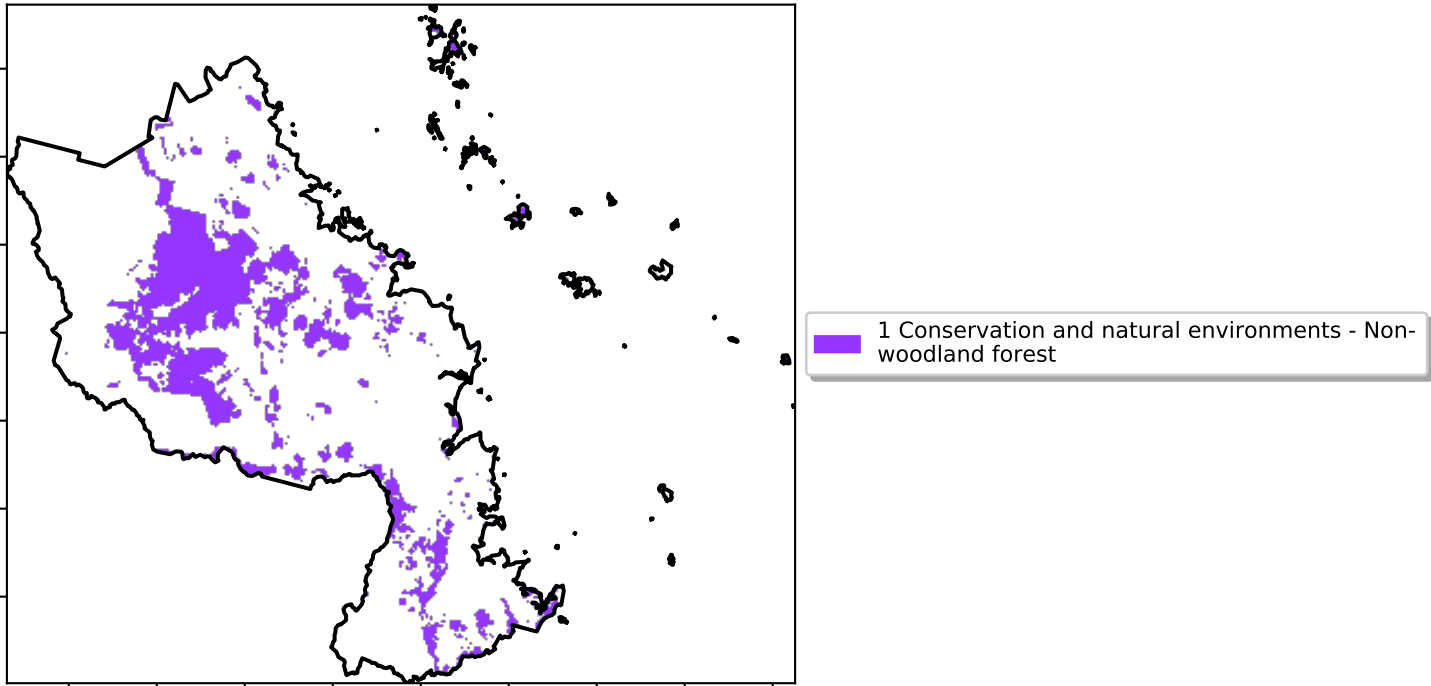 1 Conservation and natural environments - Non-
woodland forest